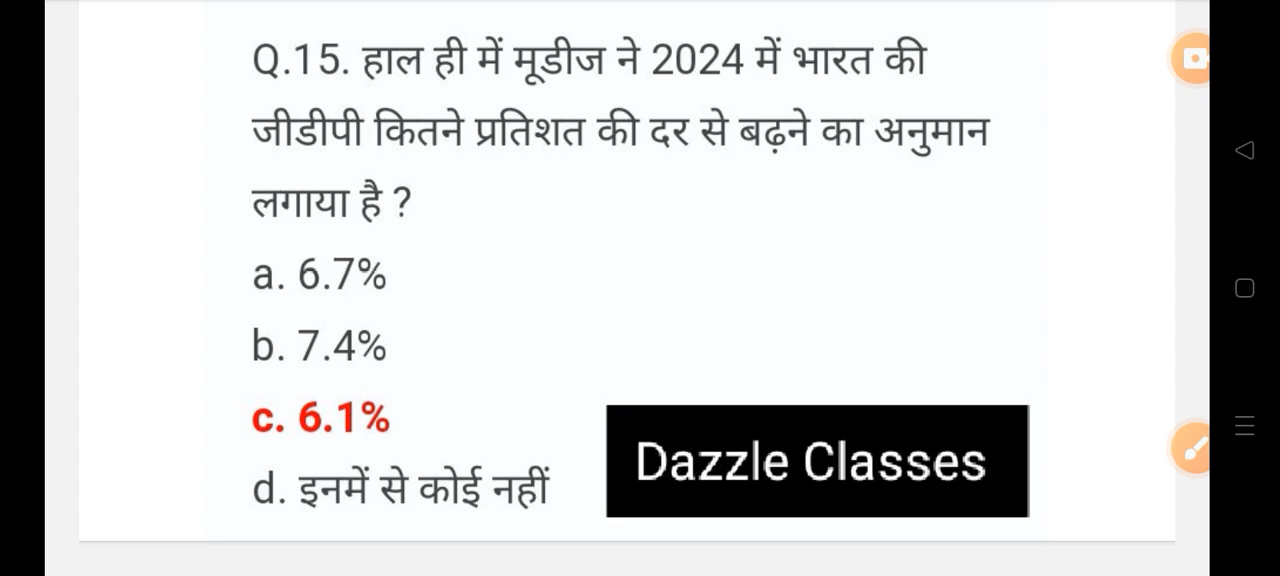 Q.15. हाल ही में मूडीज ने 2024 में भारत की
जीडीपी कितने प्रतिशत की दर से बढ़ने का अनुमान
लगाया है ?
a. 6.7%
b. 7.4%
c. 6.1%
d. इनमें से कोई नहीं
Dazzle Classes